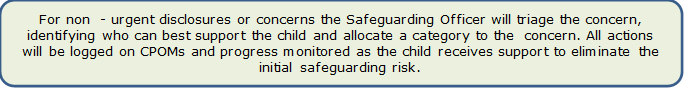 For non - urgent disclosures or concerns the Safeguarding Officer will triage the concern,
identifying who can best support the child and allocate a category to the concern. All actions
will be logged on CPOMs and progress monitored as the child receives support to eliminate the
initial safeguarding risk.